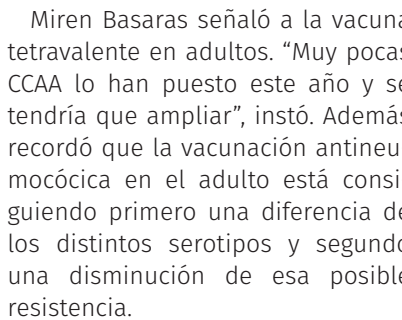 Miren Basaras señaló a la vacuna
tetravalente en adultos. “Muy pocas
CCAA lo han puesto este año y se
tendría que ampliar”, instó. Además
recordó que la vacunación antineu
mocócica en el adulto está consi
guiendo primero una diferencia de
los distintos serotipos y segundo
una disminución de esa posible
resistencia.